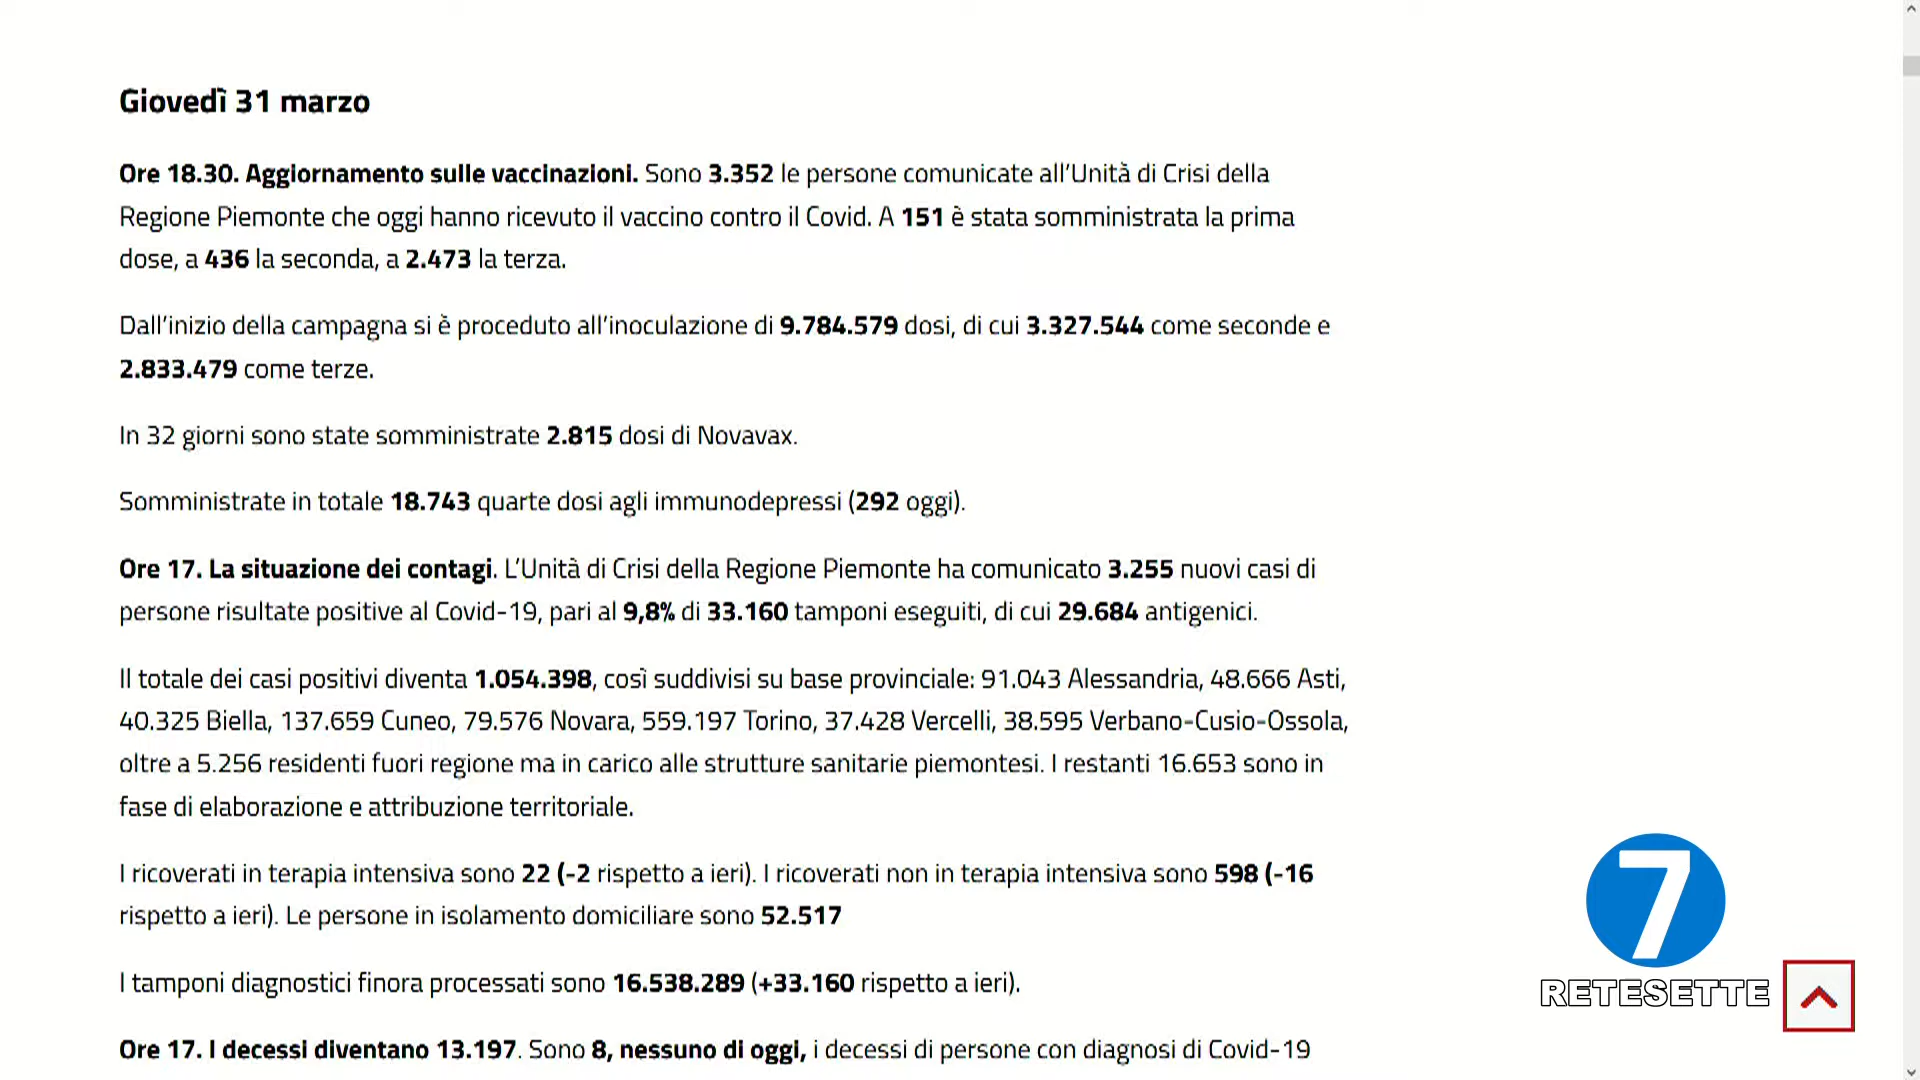 Giovedì 31 marzo
Ore 18.30. Aggiornamento sulle vaccinazioni. Sono 3.352 le persone comunicate all'Unità di Crisi della
Regione Piemonte che oggi hanno ricevuto il vaccino contro il Covid. A 151 è stata somministrata la prima
dose, a 436 la seconda, a 2.473 la terza.
Dall'inizio della campagna si è proceduto all'inoculazione di 9.784.579 dosi, di cui 3.327.544 come seconde e
2.833.479 come terze.
In 32 giorni sono state somministrate 2.815 dosi di Novavax.
Somministrate in totale 18.743 quarte dosi agli immunodepressi (292 oggi).
Ore 17. La situazione dei contagi. L'Unità di Crisi della Regione Piemonte ha comunicato 3.255 nuovi casi di
persone risultate positive al Covid-19, pari al 9,8% di 33.160 tamponi eseguiti, di cui 29.684 antigenici.
Il totale dei casi positivi diventa 1.054.398, così suddivisi su base provinciale: 91.043 Alessandria, 48.666 Asti,
40.325 Biella, 137.659 Cuneo, 79.576 Novara, 559.197 Torino, 37.428 Vercelli, 38.595 Verbano-Cusio-Ossola,
oltre a 5.256 residenti fuori regione ma in carico alle strutture sanitarie piemontesi. I restanti 16.653 sono in
fase di elaborazione e attribuzione territoriale.
I ricoverati in terapia intensiva sono 22 (-2 rispetto a ieri). I ricoverati non in terapia intensiva sono 598 (-16
rispetto a ieri). Le persone in isolamento domiciliare sono 52.517
I tamponi diagnostici finora processati sono 16.538.289 (+33.160 rispetto a ieri).
Ore 17. I decessi diventano 13.197. Sono 8, nessuno di oggi, i decessi di persone con diagnosi di Covid-19
7
RETESETTE